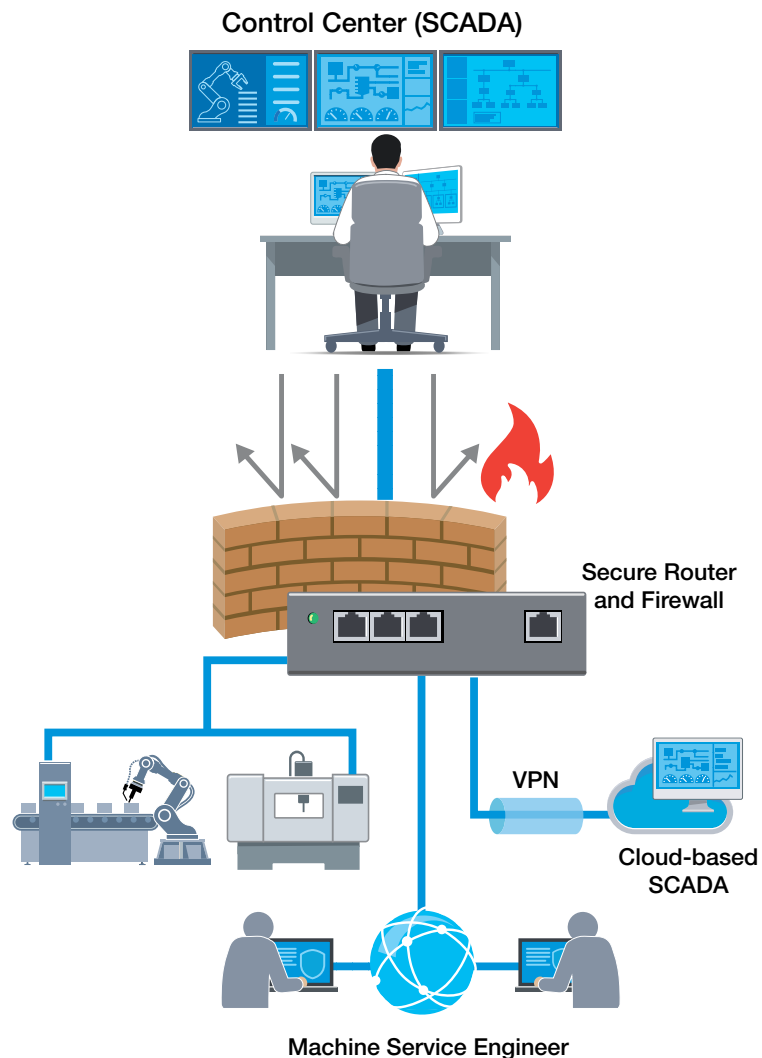 Control Center (SCADA)
Secure Router
and Firewall
VPN
Cloud-based
SCADA
Machine Service Engineer